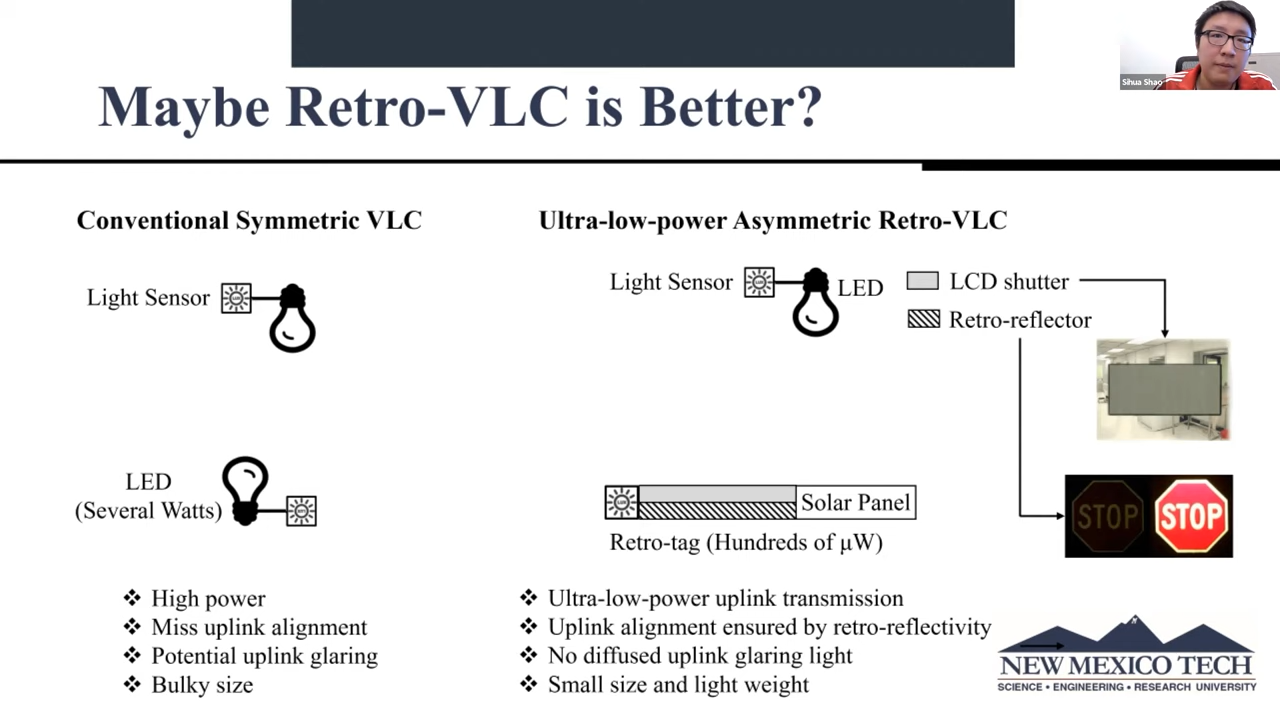 Sihua Shao
Maybe Retro-VLC is Better?
Conventional Symmetric VLC
Light Sensor
LED
(Several Watts)
❖ High power
❖ Miss uplink alignment
❖ Potential uplink glaring
❖ Bulky size
Ultra-low-power Asymmetric Retro-VLC
Light Sensor
LED
LCD shutter
Retro-reflector
Solar Panel
Retro-tag (Hundreds of μW)
STOP
STOP
❖ Ultra-low-power uplink transmission
❖ Uplink alignment ensured by retro-reflectivity
❖ No diffused uplink glaring light
❖ Small size and light weight
NEW MEXICO TECH
SCIENCE • ENGINEERING • RESEARCH UNIVERSITY